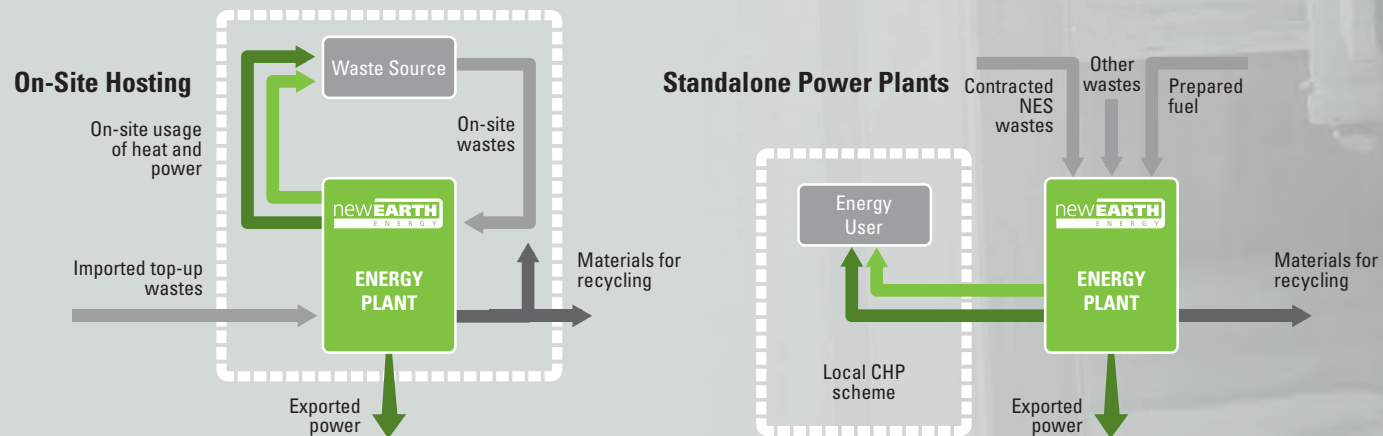 On-Site Hosting
Waste Source
On-site usage
of heat and
power
On-site
wastes
newEARTH
ENERGY
ENERGY
PLANT
Imported top-up
wastes
Materials for
recycling
Exported
power
Standalone Power Plants
Contracted
NES
wastes
Other
wastes
Prepared
fuel
Energy
User
newEARTH
ENERGY
ENERGY
PLANT
Materials for
recycling
Local CHP
scheme
Exported
power